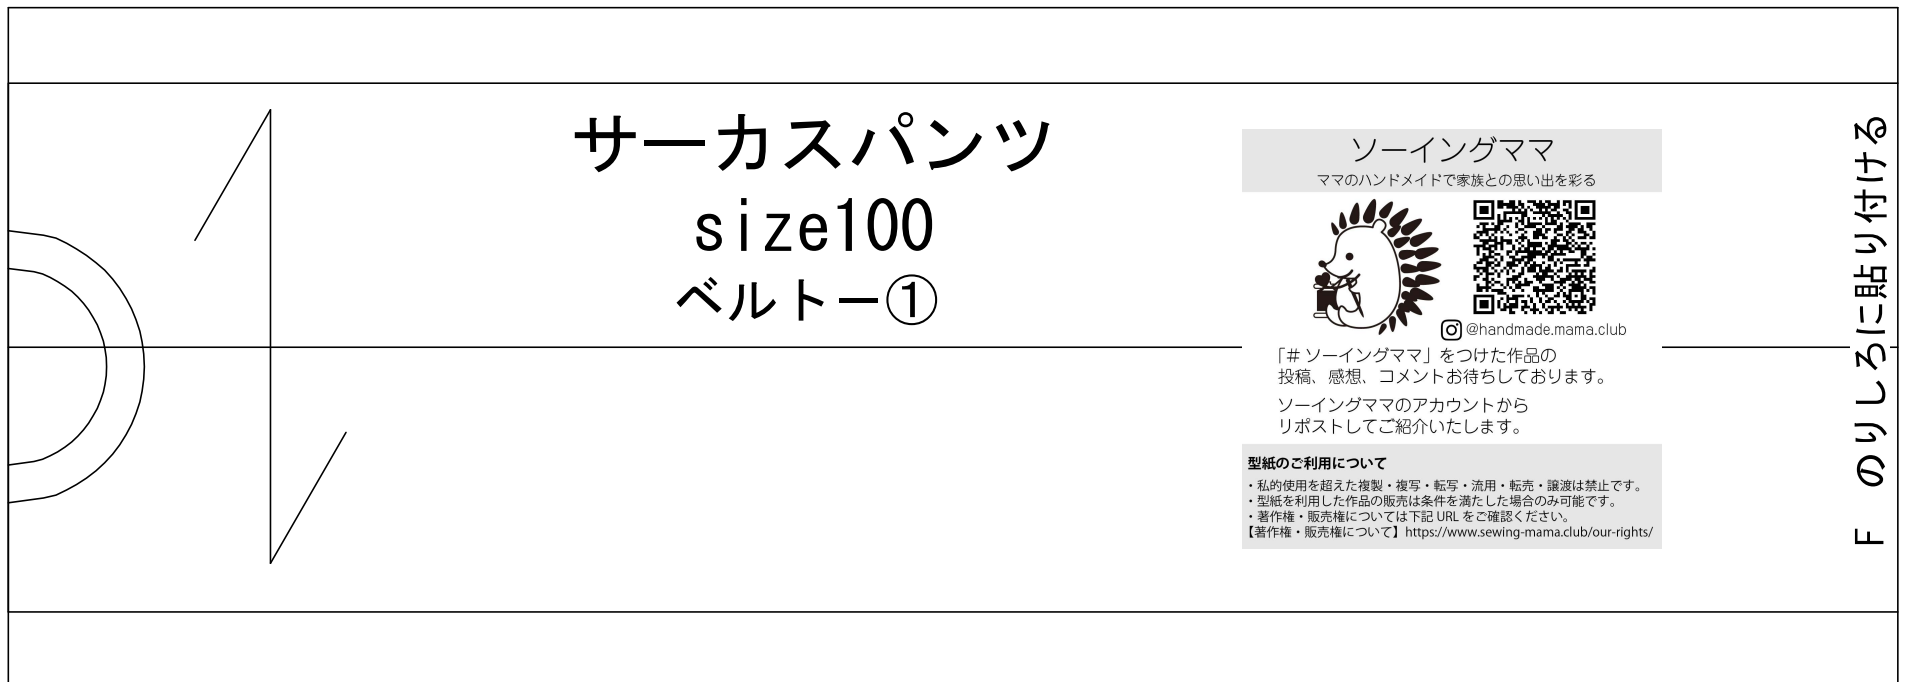 サーカスパンツ
size100
ベルト－①
ソーイングママ
ママのハンドメイドで家族との思い出を彩る
@handmade.mama.club
「# ソーイングママ」をつけた作品の
投稿、感想、コメントお待ちしております。
ソーイングママのアカウントから
リポストしてご紹介いたします。
型紙のご利用について
・私的使用を超えた複製・複写・転写・流用・転売・譲渡は禁止です。
・型紙を利用した作品の販売は条件を満たした場合のみ可能です。
・著作権・販売権については下記 URL をご確認ください。
【著作権・販売権について】https://www.sewing-mama.club/our-rights/
F のりしろに貼り付ける